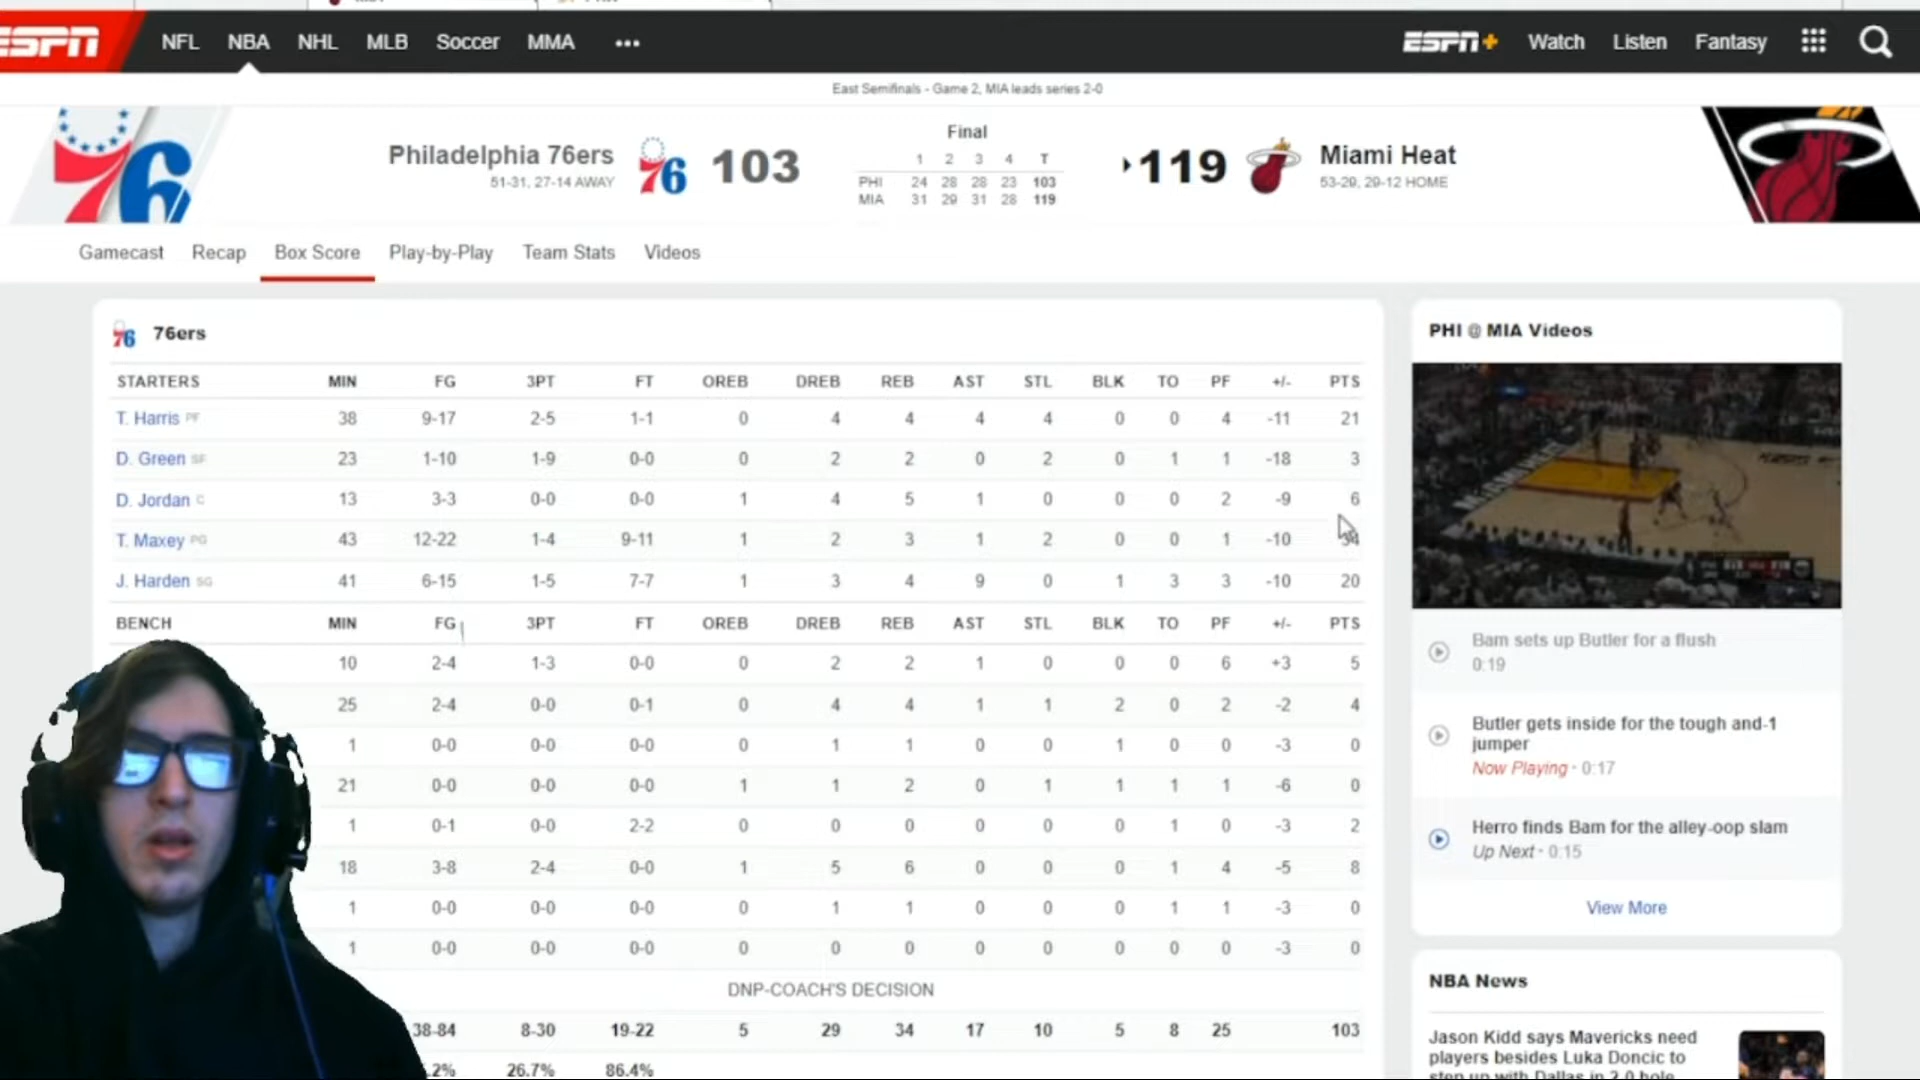 ESPN NFL NBA NHL MLB Soccer MMA ••• ESPN+ Watch Listen Fantasy
East Semifinals - Game 2, MIA leads series 2-0
Philadelphia 76ers 103
51-31, 27-14 AWAY
Final
1 2 3 4 T
PHI 24 28 28 23 103
MIA 31 29 31 28 119
119 Miami Heat
53-29, 29-12 HOME
Gamecast Recap Box Score Play-by-Play Team Stats Videos
76ers
STARTERS MIN FG 3PT FT OREB DREB REB AST STL BLK TO PF +/- PTS
T. Harris PF 38 9-17 2-5 1-1 0 4 4 4 4 0 0 4 -11 21
D. Green SF 23 1-10 1-9 0-0 0 2 2 0 2 0 1 1 -18 3
D. Jordan C 13 3-3 0-0 0-0 1 4 5 1 0 0 0 2 -9 6
T. Maxey PG 43 12-22 1-4 9-11 1 2 3 1 2 0 0 1 -10 34
J. Harden SG 41 6-15 1-5 7-7 1 3 4 9 0 1 3 3 -10 20
BENCH MIN FG 3PT FT OREB DREB REB AST STL BLK TO PF +/- PTS
10 2-4 1-3 0-0 0 2 2 1 0 0 0 6 +3 5
25 2-4 0-0 0-1 0 4 4 1 1 2 0 2 -2 4
1 0-0 0-0 0-0 0 1 1 0 0 1 0 0 -3 0
21 0-0 0-0 0-0 1 1 2 0 1 1 1 1 -6 0
1 0-1 0-0 2-2 0 0 0 0 0 0 1 0 -3 2
18 3-8 2-4 0-0 1 5 6 0 0 0 1 4 -5 8
1 0-0 0-0 0-0 0 1 1 0 0 0 1 1 -3 0
1 0-0 0-0 0-0 0 0 0 0 0 0 0 0 -3 0
DNP-COACH'S DECISION
38-84 8-30 19-22 5 29 34 17 10 5 8 25 103
.2% 26.7% 86.4%
PHI @ MIA Videos
Bam sets up Butler for a flush
0:19
Butler gets inside for the tough and-1
jumper
Now Playing · 0:17
Herro finds Bam for the alley-oop slam
Up Next · 0:15
View More
NBA News
Jason Kidd says Mavericks need
players besides Luka Doncic to
step up with Dallas in 2-0 hole